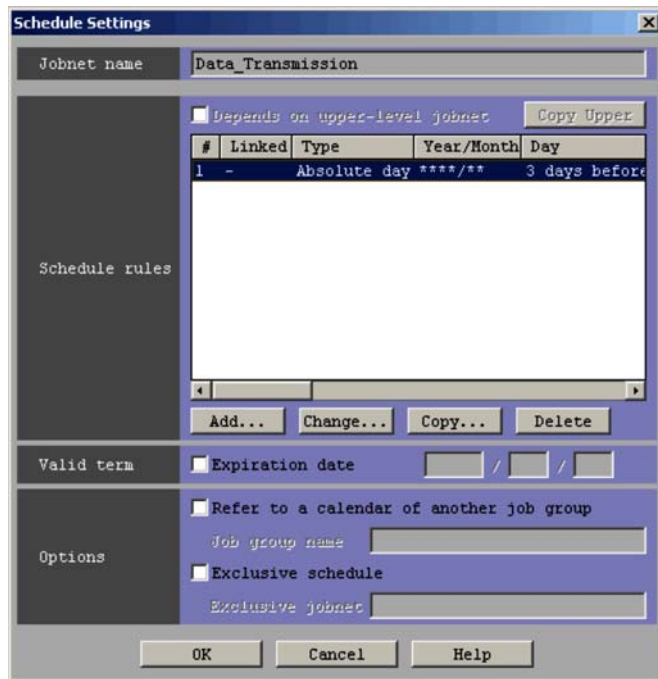 Schedule Settings
Jobnet name Data_Transmission
Depends on upper-level jobnet Copy Upper
# Linked Type Year/Month Day
1 - Absolute day ****/** 3 days before
Schedule rules
Add... Change... Copy... Delete
Valid term Expiration date / /
Refer to a calendar of another job group
Job group name
Options
Exclusive schedule
Exclusive jobnet
OK Cancel Help